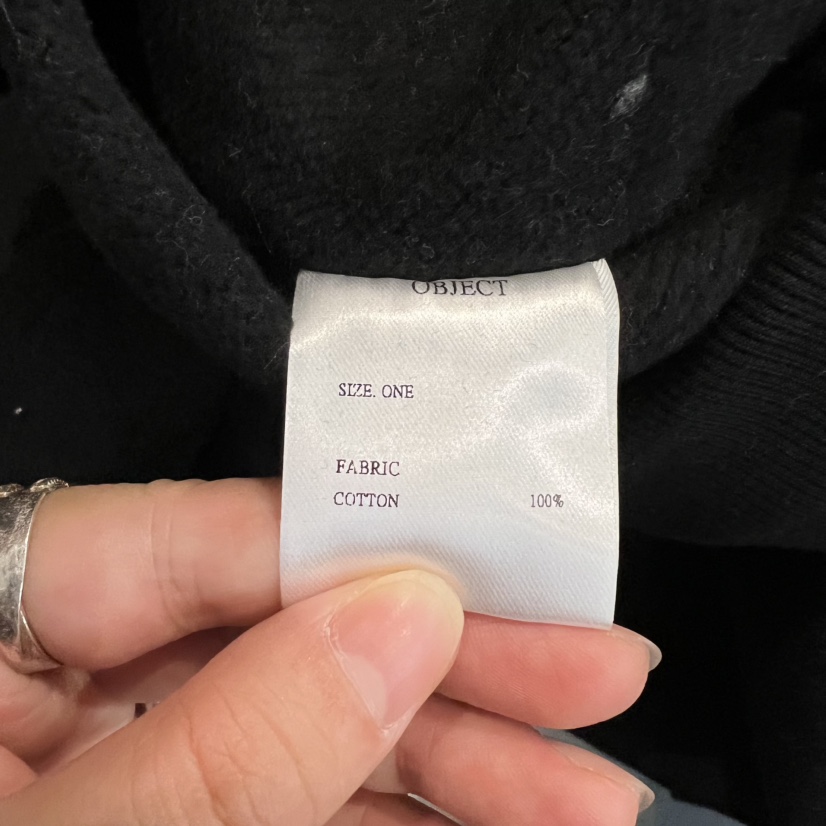 OBJECT
SIZE. ONE
FABRIC
COTTON 100%